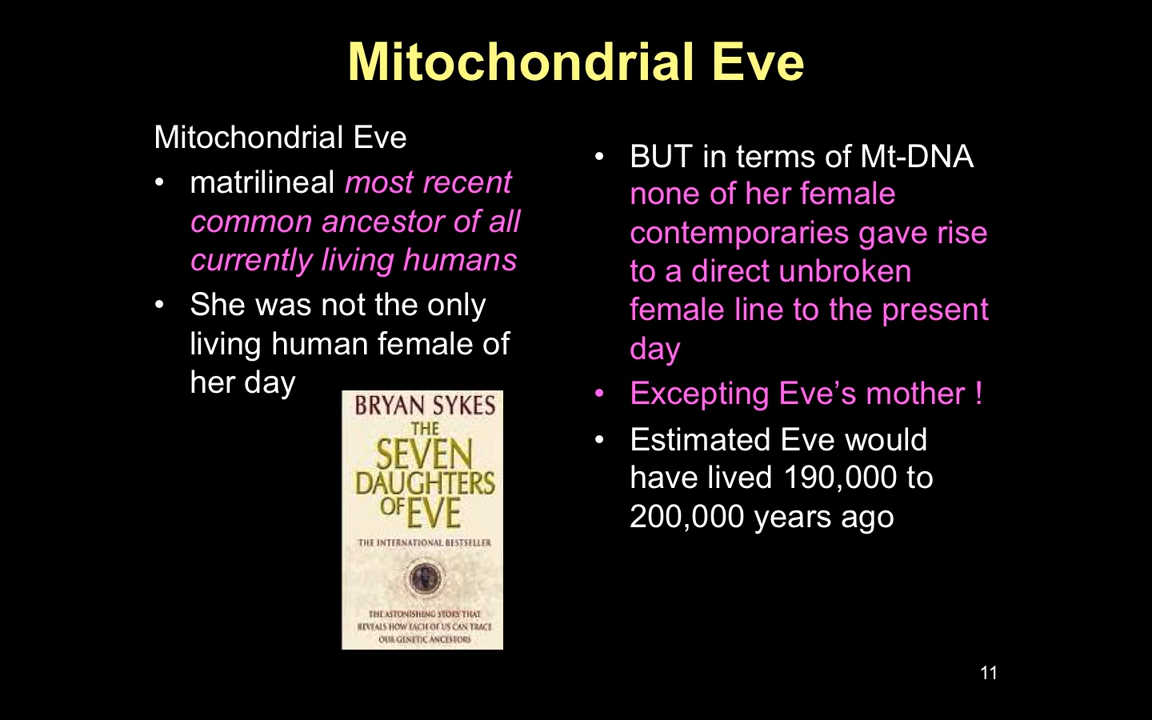 Mitochondrial Eve
Mitochondrial Eve
• matrilineal most recent
common ancestor of all
currently living humans
• She was not the only
living human female of
her day
BRYAN SYKES
THE
SEVEN
DAUGHTERS
OF EVE
THE INTERNATIONAL BESTSELLER
THE ASTONISHING STORY THAT
REVEALS HOW EACH OF US CAN TRACE
OUR GENETIC ANCESTORS
• BUT in terms of Mt-DNA
none of her female
contemporaries gave rise
to a direct unbroken
female line to the present
day
• Excepting Eve’s mother !
• Estimated Eve would
have lived 190,000 to
200,000 years ago
11